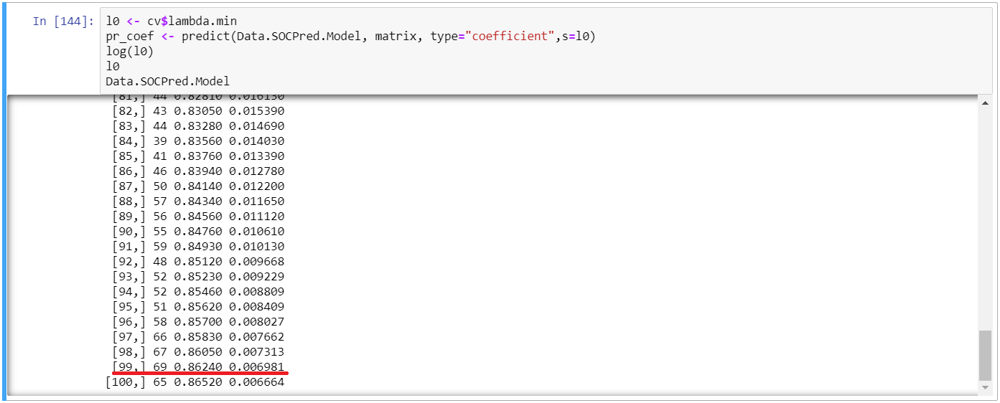 In [144]:
l0 <- cv$lambda.min
pr_coef <- predict(Data.SOCPred.Model, matrix, type="coefficient",s=l0)
log(l0)
l0
Data.SOCPred.Model
[81,] 44 0.82810 0.016130
[82,] 43 0.83050 0.015390
[83,] 44 0.83280 0.014690
[84,] 39 0.83560 0.014030
[85,] 41 0.83760 0.013390
[86,] 46 0.83940 0.012780
[87,] 50 0.84140 0.012200
[88,] 57 0.84340 0.011650
[89,] 56 0.84560 0.011120
[90,] 55 0.84760 0.010610
[91,] 59 0.84930 0.010130
[92,] 48 0.85120 0.009668
[93,] 52 0.85230 0.009229
[94,] 52 0.85460 0.008809
[95,] 51 0.85620 0.008409
[96,] 58 0.85700 0.008027
[97,] 66 0.85830 0.007662
[98,] 67 0.86050 0.007313
[99,] 69 0.86240 0.006981
[100,] 65 0.86520 0.006664